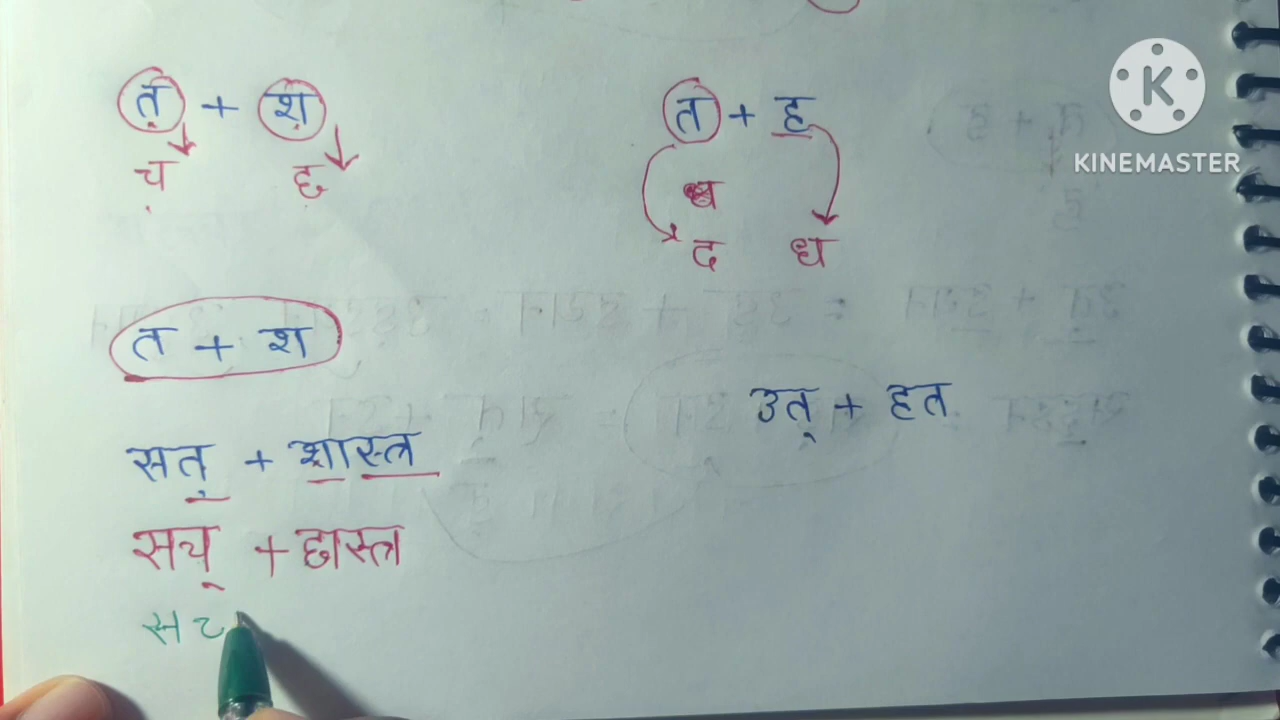 त् + श्
च छ
त + ह
द ध
त + श
सत् + शास्त्र
सच् + छास्त्र
सच
उत् + हत
KINEMASTER